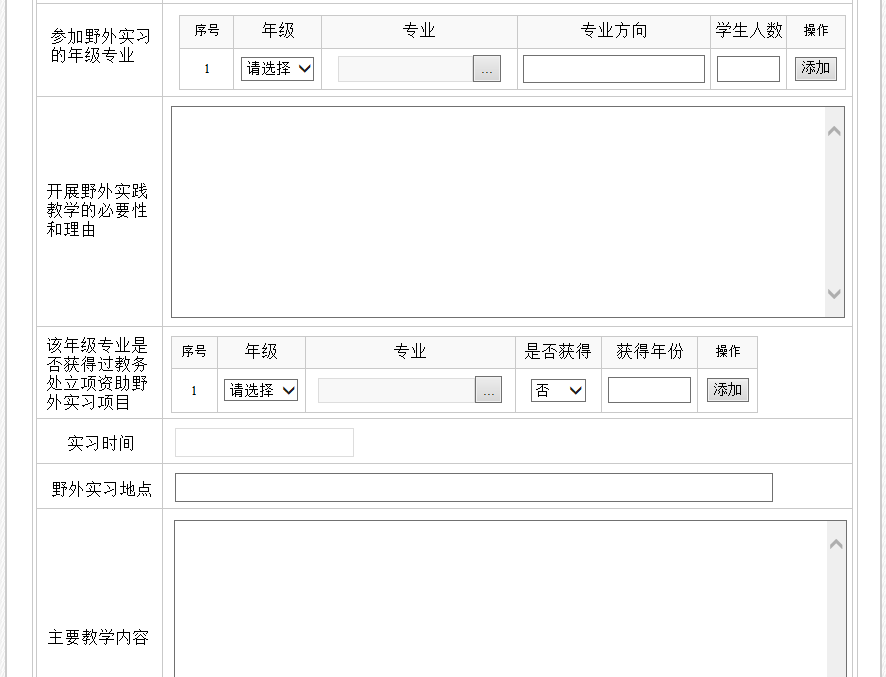 参加野外实习
的年级专业
序号 年级 专业 专业方向 学生人数 操作
1 请选择 ... 添加
开展野外实践
教学的必要性
和理由
该年级专业是
否获得过教务
处立项资助野
外实习项目
序号 年级 专业 是否获得 获得年份 操作
1 请选择 ... 否 添加
实习时间
野外实习地点
主要教学内容